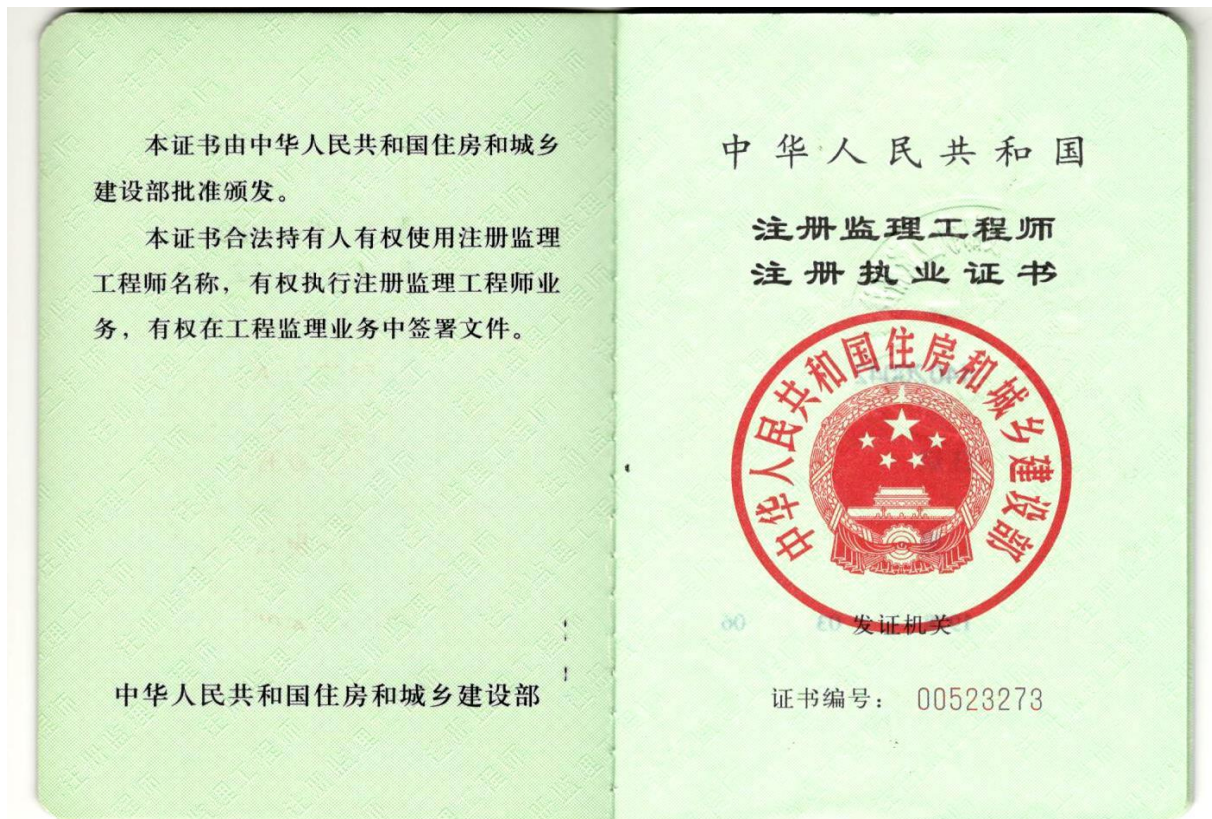 本证书由中华人民共和国住房和城乡
建设部批准颁发。
本证书合法持有人有权使用注册监理
工程师名称，有权执行注册监理工程师业
务，有权在工程监理业务中签署文件。
中华人民共和国住房和城乡建设部
中华人民共和国
注册监理工程师
注册执业证书
中华人民共和国住房和城乡建设部
发证机关
证书编号： 00523273